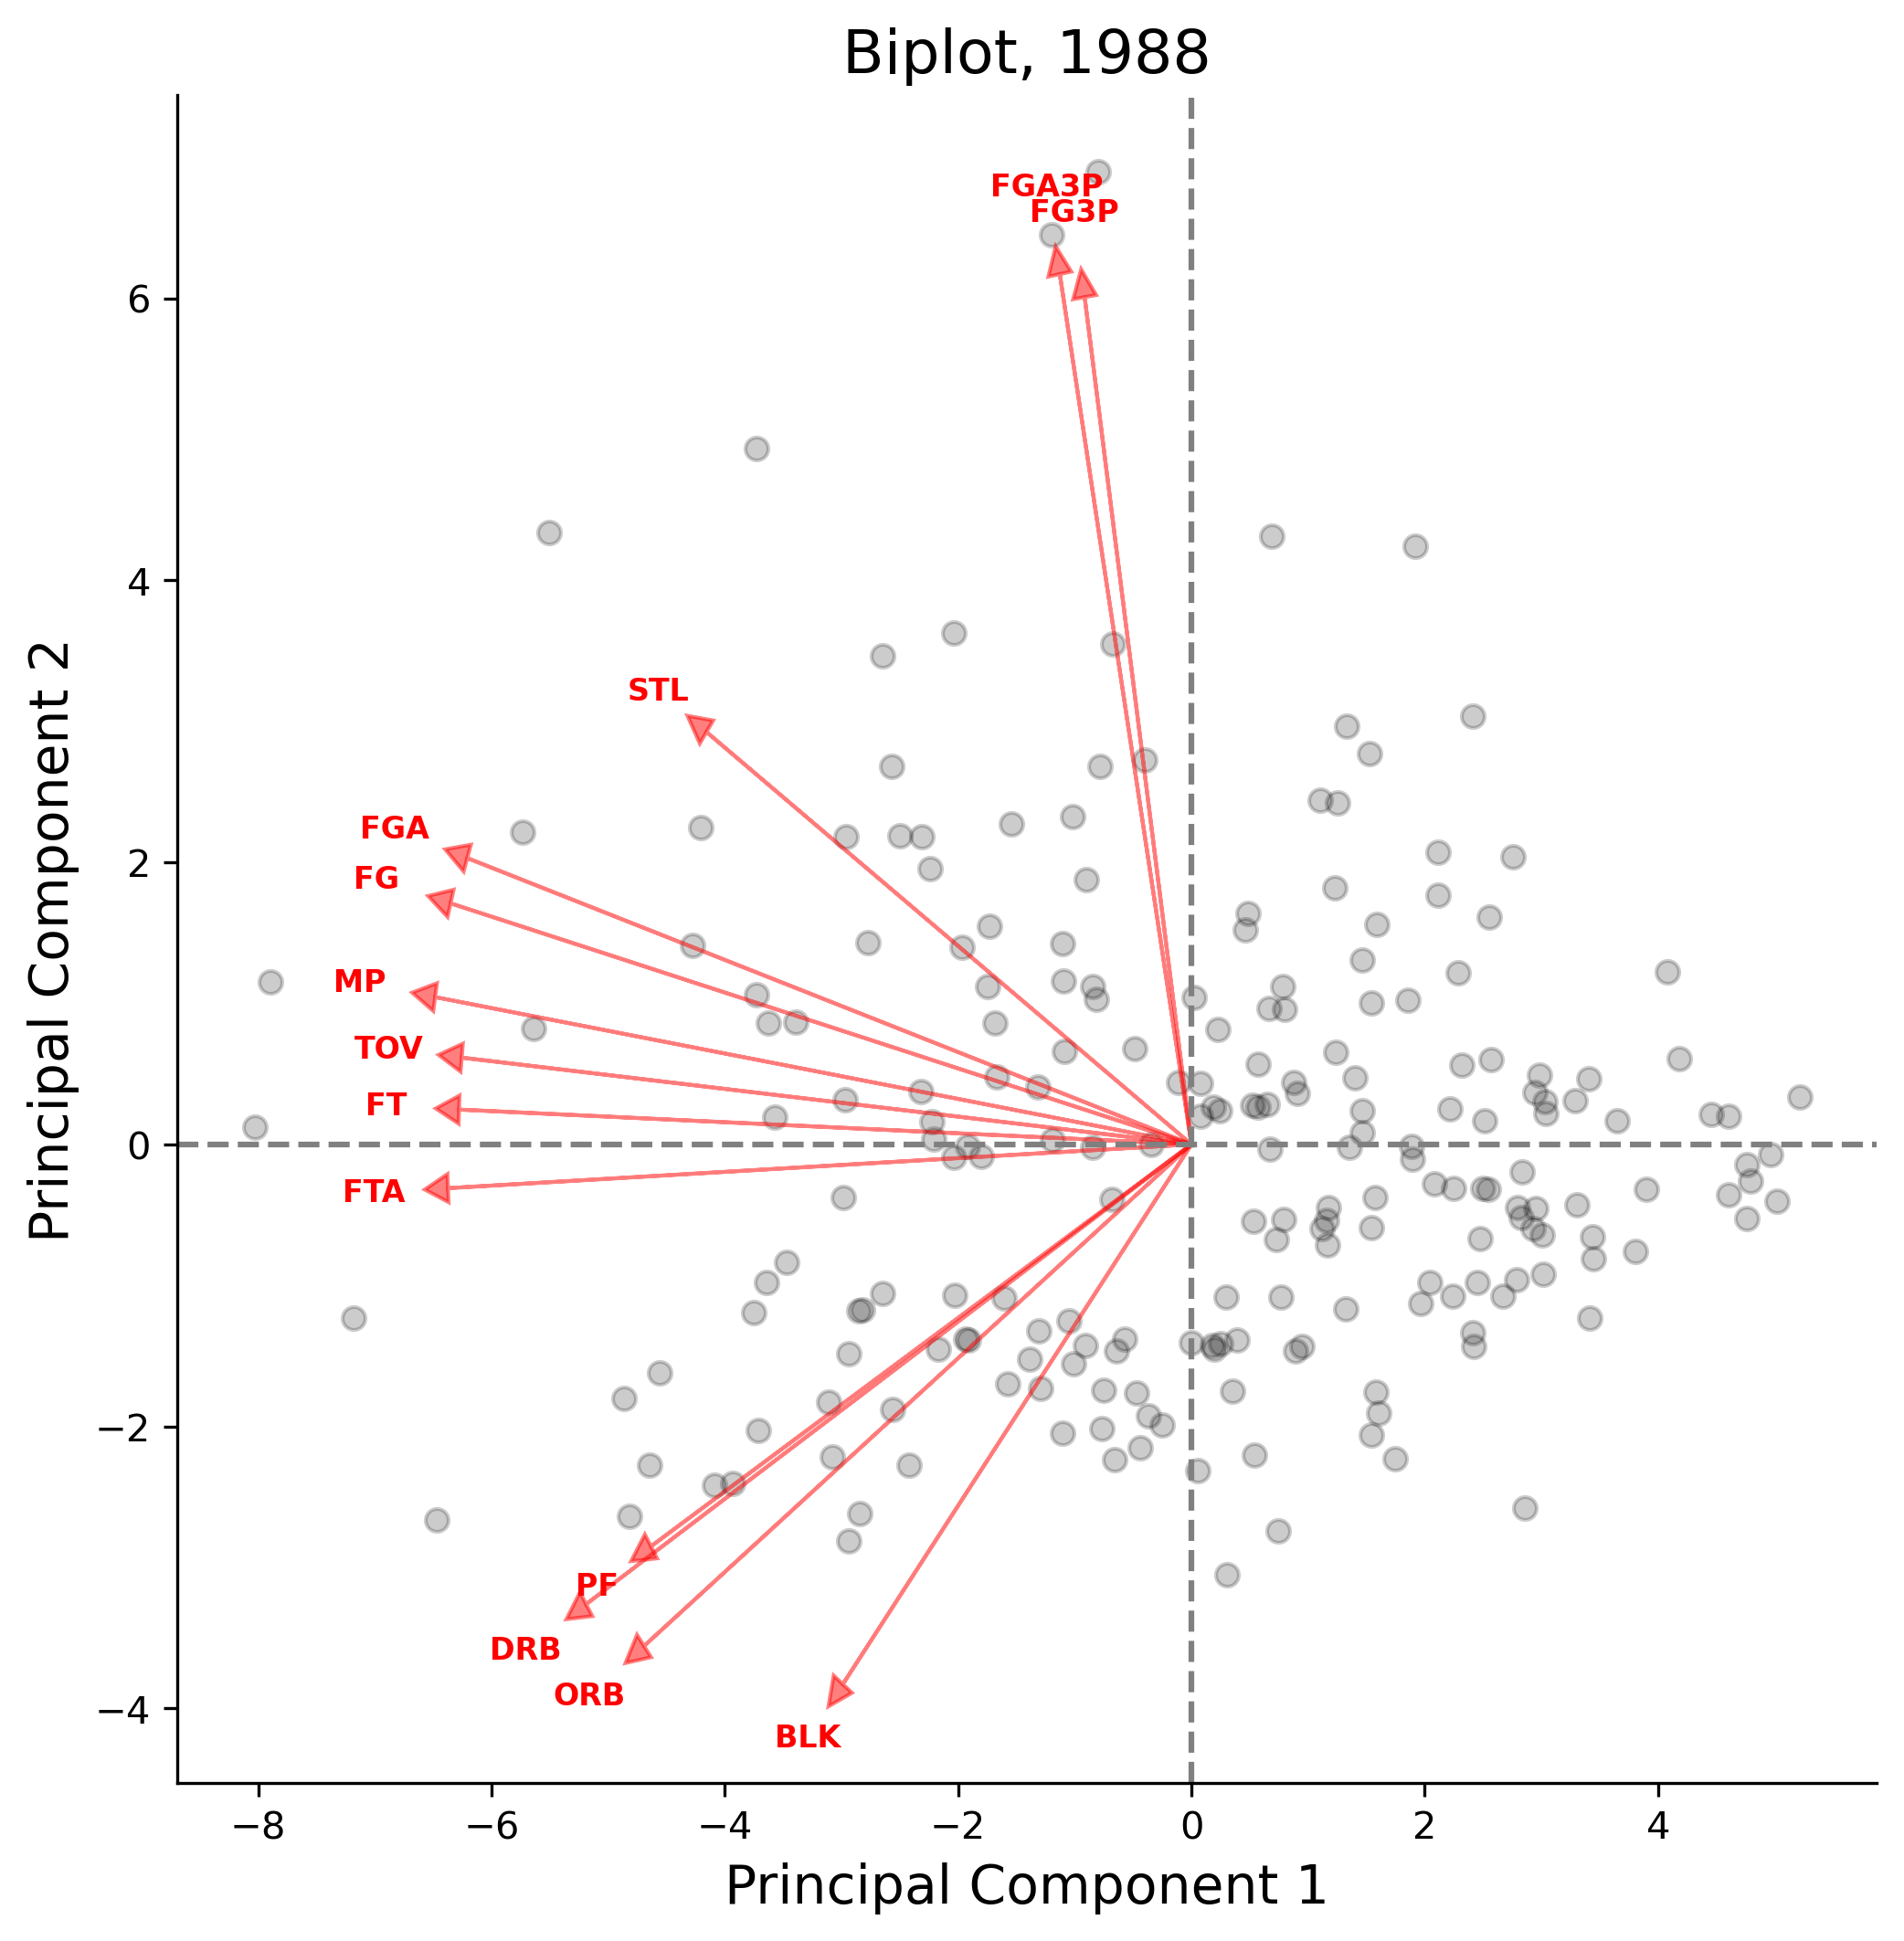 Biplot, 1988
FGA3P
FG3P
6
4
STL
FGA
2
FG
MP
TOV
FT
0
FTA
−2
PF
DRB
ORB
−4
BLK
−8 −6 −4 −2 0 2 4
Principal Component 1
Principal Component 2